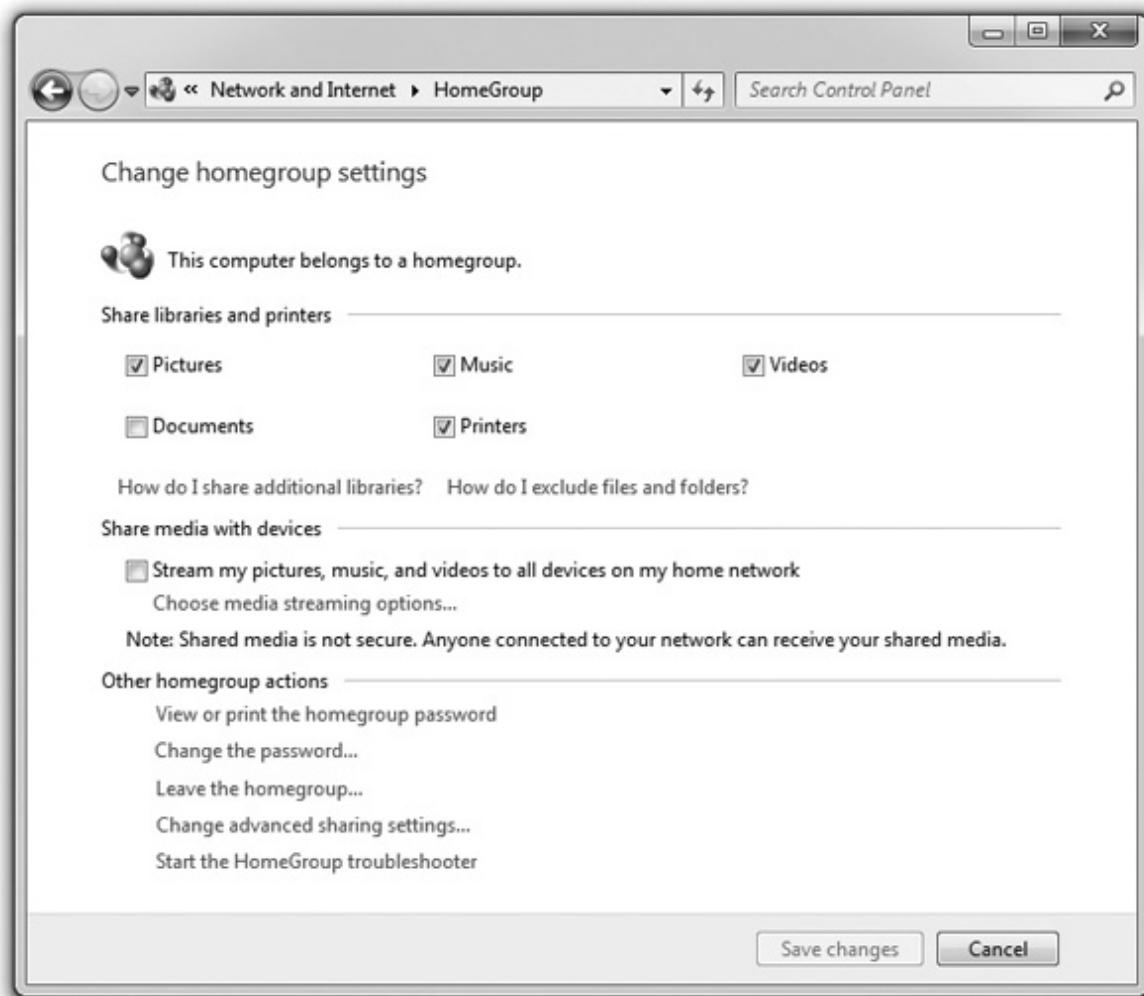 « Network and Internet ▸ HomeGroup Search Control Panel
Change homegroup settings
This computer belongs to a homegroup.
Share libraries and printers
Pictures Music Videos
Documents Printers
How do I share additional libraries? How do I exclude files and folders?
Share media with devices
Stream my pictures, music, and videos to all devices on my home network
Choose media streaming options...
Note: Shared media is not secure. Anyone connected to your network can receive your shared media.
Other homegroup actions
View or print the homegroup password
Change the password...
Leave the homegroup...
Change advanced sharing settings...
Start the HomeGroup troubleshooter
Save changes Cancel